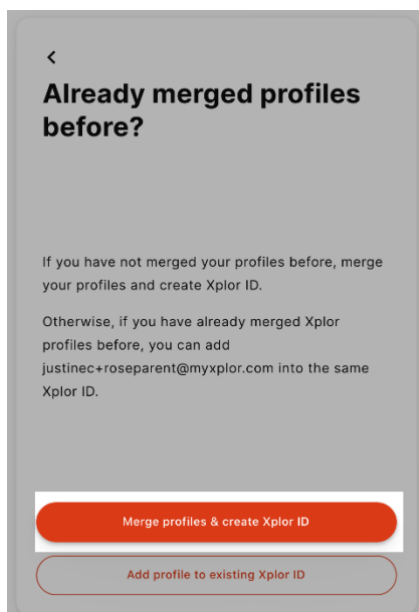 Already merged profiles
before?
If you have not merged your profiles before, merge
your profiles and create Xplor ID.
Otherwise, if you have already merged Xplor
profiles before, you can add
justinec+roseparent@myxplor.com into the same
Xplor ID.
Merge profiles & create Xplor ID
Add profile to existing Xplor ID